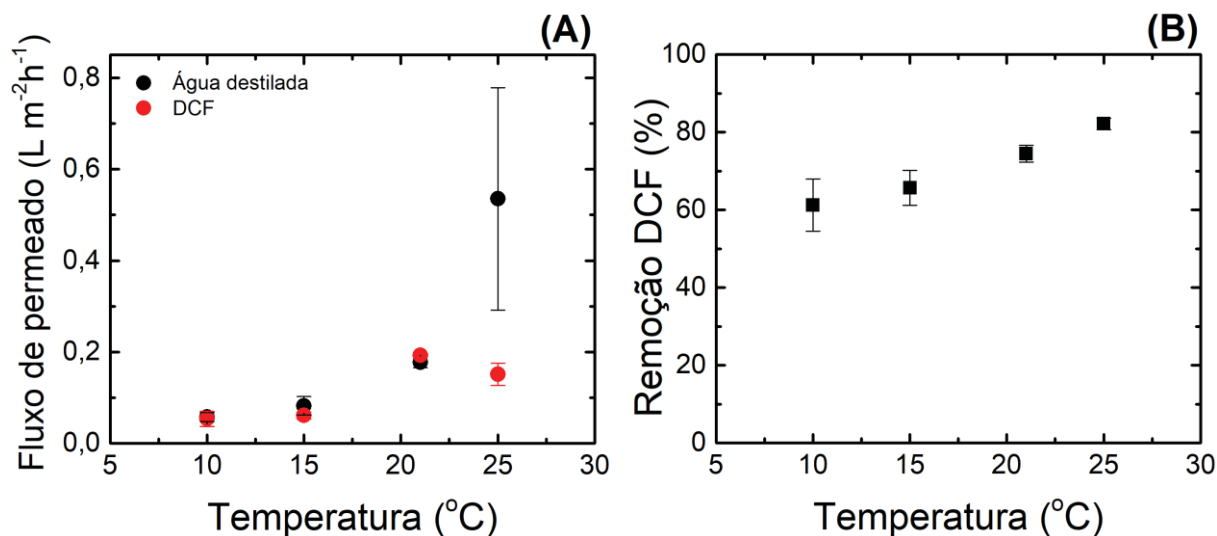 (A)
Fluxo de permeado (L m⁻²h⁻¹)
0,8
0,6
0,4
0,2
0,0
Água destilada
DCF
5 10 15 20 25 30
Temperatura (°C)
(B)
Remoção DCF (%)
100
80
60
40
20
0
5 10 15 20 25 30
Temperatura (°C)